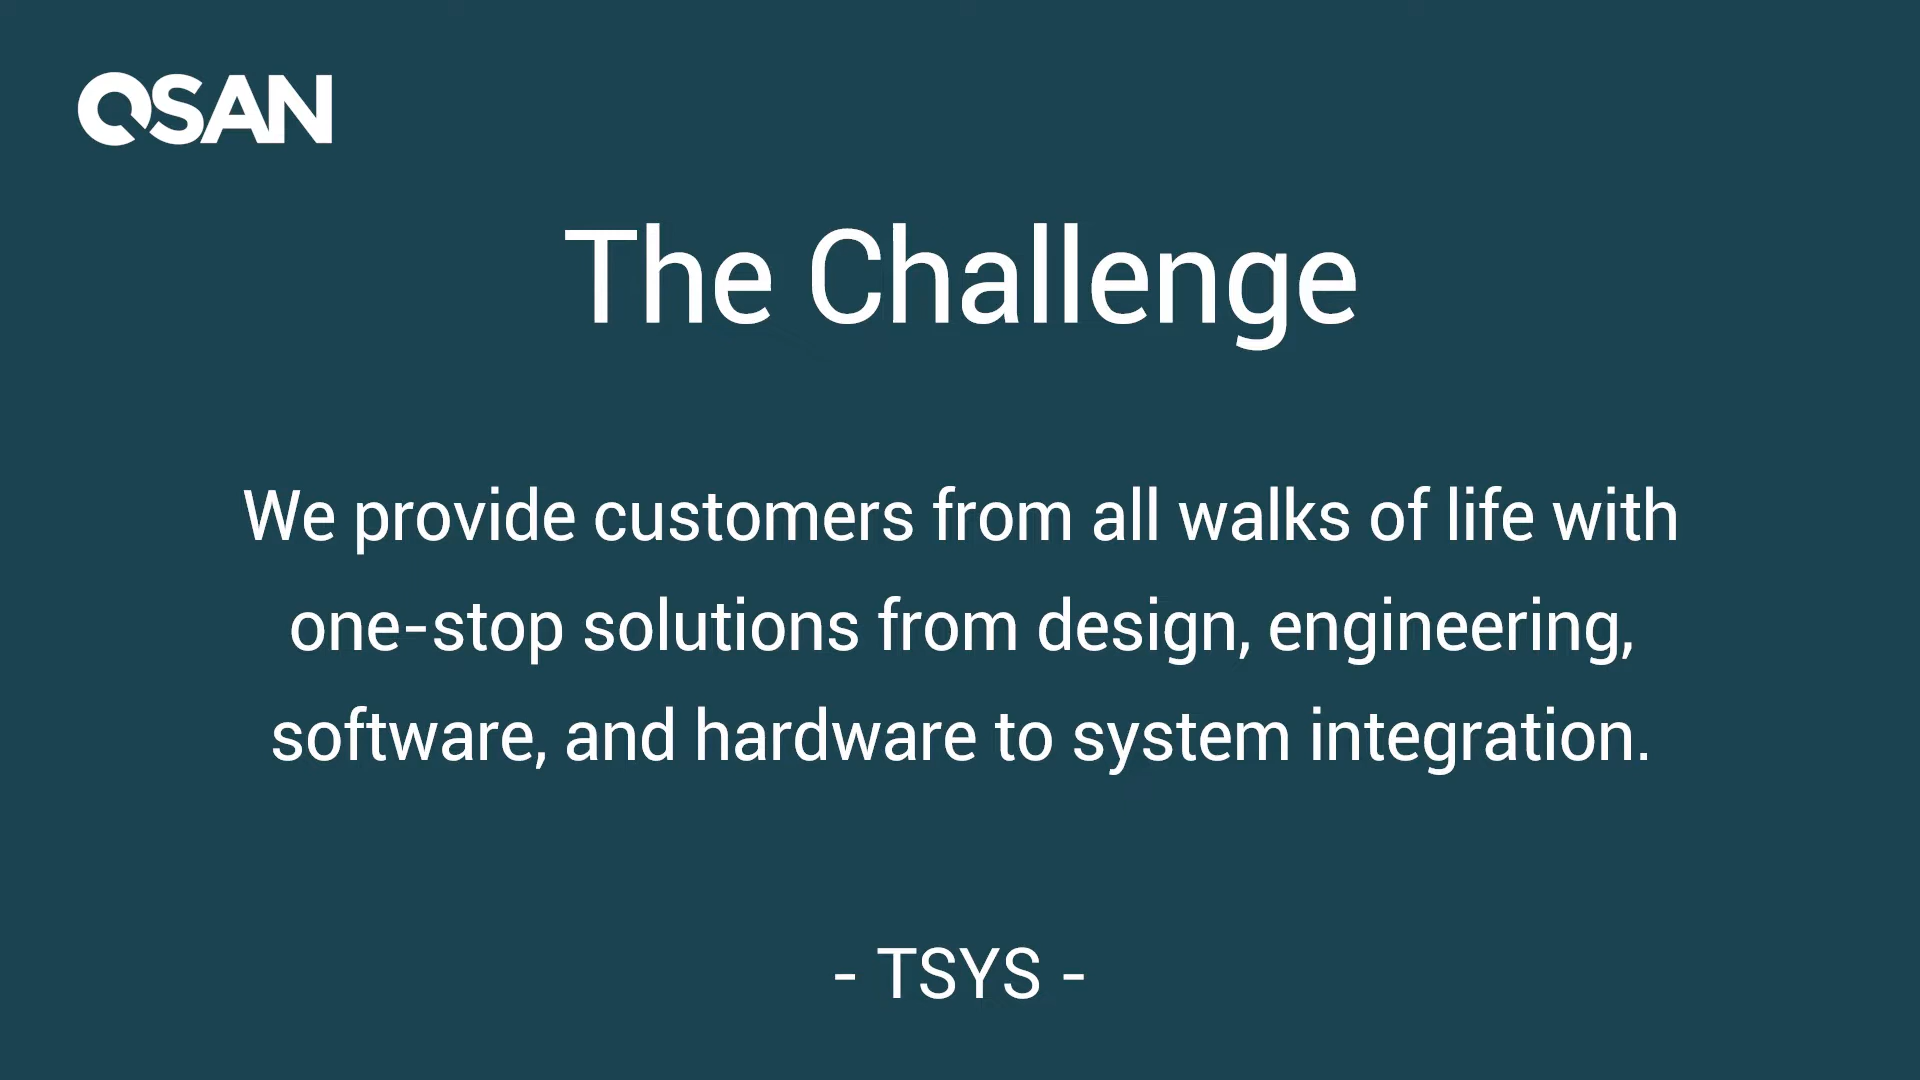 QSAN
The Challenge
We provide customers from all walks of life with
one-stop solutions from design, engineering,
software, and hardware to system integration.
- TSYS -